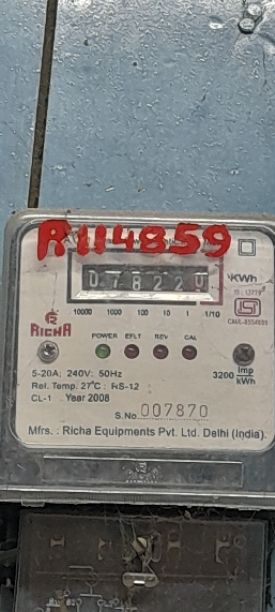 R114859
078220 KWh
10000 1000 100 10 1 1/10
RICHA
POWER EFLT REV CAL
5-20A; 240V; 50Hz
3200 Imp/kWh
Rel. Temp. 27°C : RS-12
CL-1 Year 2008
S.No. 007870
Mfrs. : Richa Equipments Pvt. Ltd. Delhi (India).